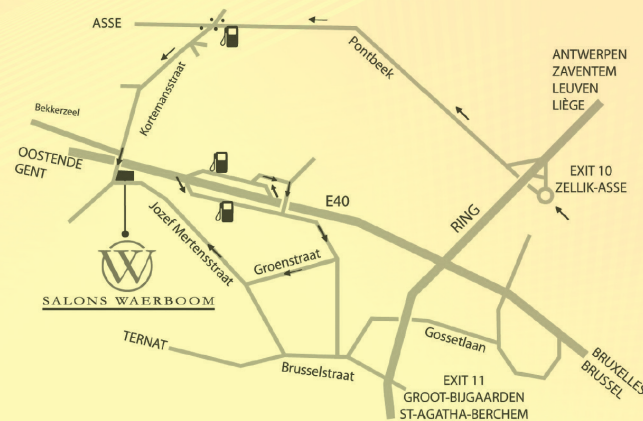 ASSE
Pontbeek
ANTWERPEN
ZAVENTEM
LEUVEN
LIÈGE
Kortemansstraat
Bekkerzeel
OOSTENDE
GENT
EXIT 10
ZELLIK-ASSE
E40
RING
Jozef Mertensstraat
Groenstraat
W
SALONS WAERBOOM
TERNAT
Brusselstraat
Gossetlaan
BRUXELLES
BRUSSEL
EXIT 11
GROOT-BIJGAARDEN
ST-AGATHA-BERCHEM